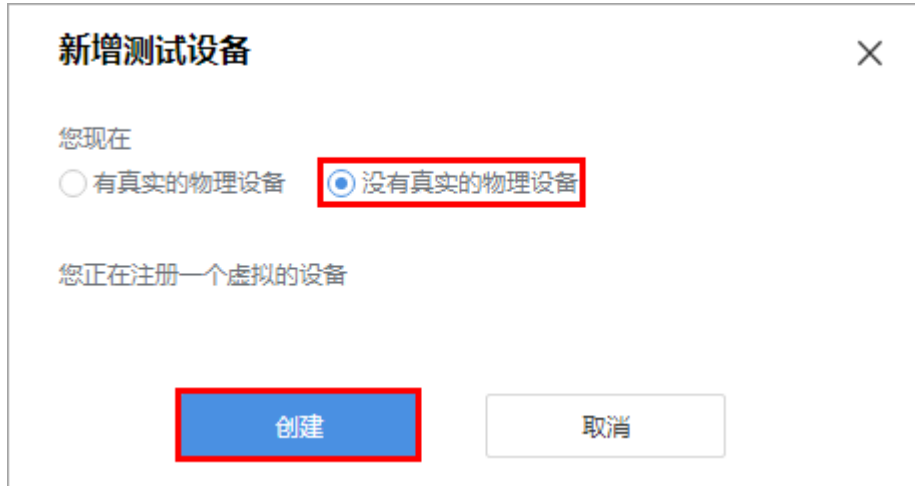 新增测试设备
您现在
有真实的物理设备 没有真实的物理设备
您正在注册一个虚拟的设备
创建 取消